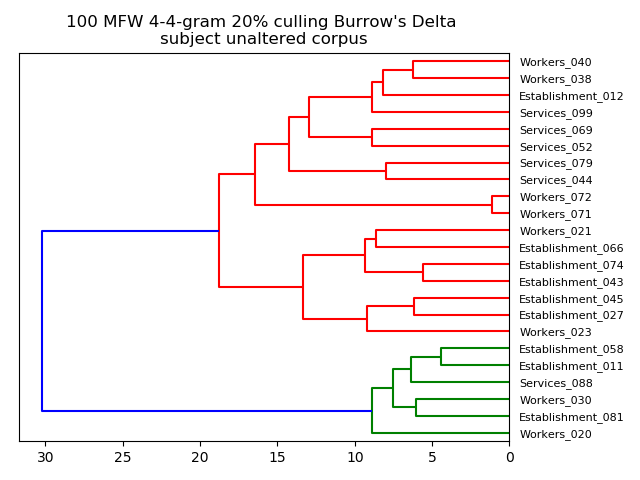 100 MFW 4-4-gram 20% culling Burrow's Delta
subject unaltered corpus
Workers_040
Workers_038
Establishment_012
Services_099
Services_069
Services_052
Services_079
Services_044
Workers_072
Workers_071
Workers_021
Establishment_066
Establishment_074
Establishment_043
Establishment_045
Establishment_027
Workers_023
Establishment_058
Establishment_011
Services_088
Workers_030
Establishment_081
Workers_020
30 25 20 15 10 5 0